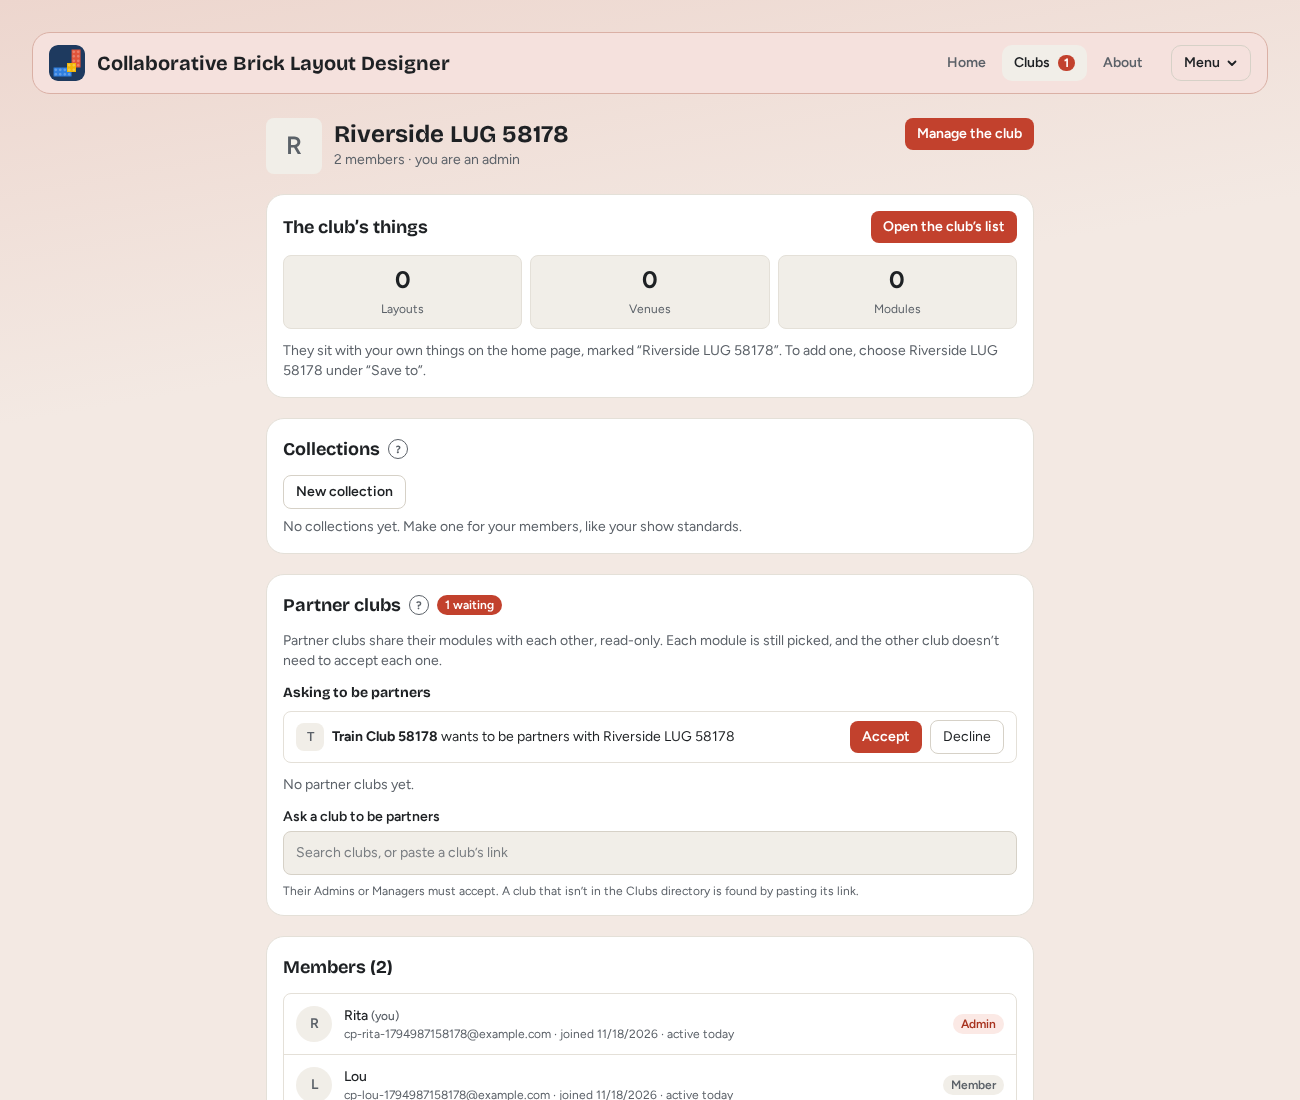 Collaborative Brick Layout Designer
Home
Clubs 1
About
Menu
R
Riverside LUG 58178
2 members · you are an admin
Manage the club
The club’s things
Open the club’s list
0
Layouts
0
Venues
0
Modules
They sit with your own things on the home page, marked “Riverside LUG 58178”. To add one, choose Riverside LUG
58178 under “Save to”.
Collections ?
New collection
No collections yet. Make one for your members, like your show standards.
Partner clubs ? 1 waiting
Partner clubs share their modules with each other, read-only. Each module is still picked, and the other club doesn’t
need to accept each one.
Asking to be partners
T
Train Club 58178 wants to be partners with Riverside LUG 58178
Accept
Decline
No partner clubs yet.
Ask a club to be partners
Search clubs, or paste a club’s link
Their Admins or Managers must accept. A club that isn’t in the Clubs directory is found by pasting its link.
Members (2)
R
Rita (you)
cp-rita-1794987158178@example.com · joined 11/18/2026 · active today
Admin
L
Lou
cp-lou-1794987158178@example.com · joined 11/18/2026 · active today
Member